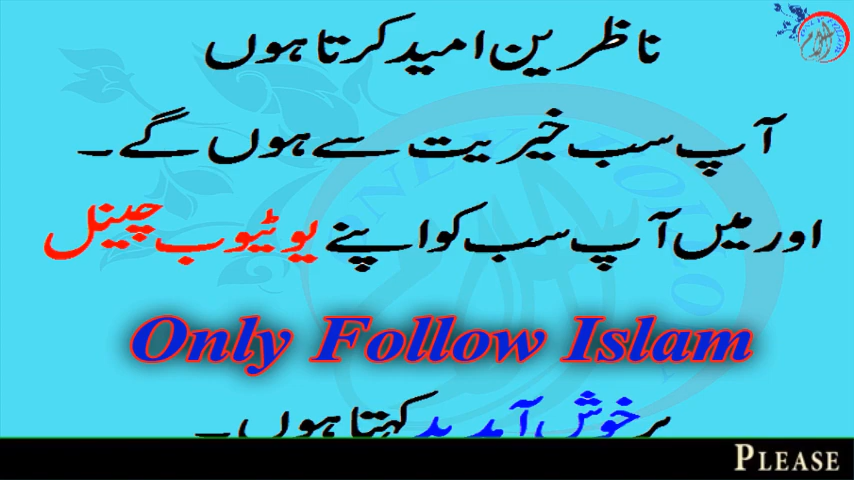 ناظرین امید کرتا ہوں
آپ سب خیریت سے ہوں گے۔
اور میں آپ سب کو اپنے یوٹیوب چینل
Only Follow Islam
پر خوش آمدید کہتا ہوں۔
PLEASE